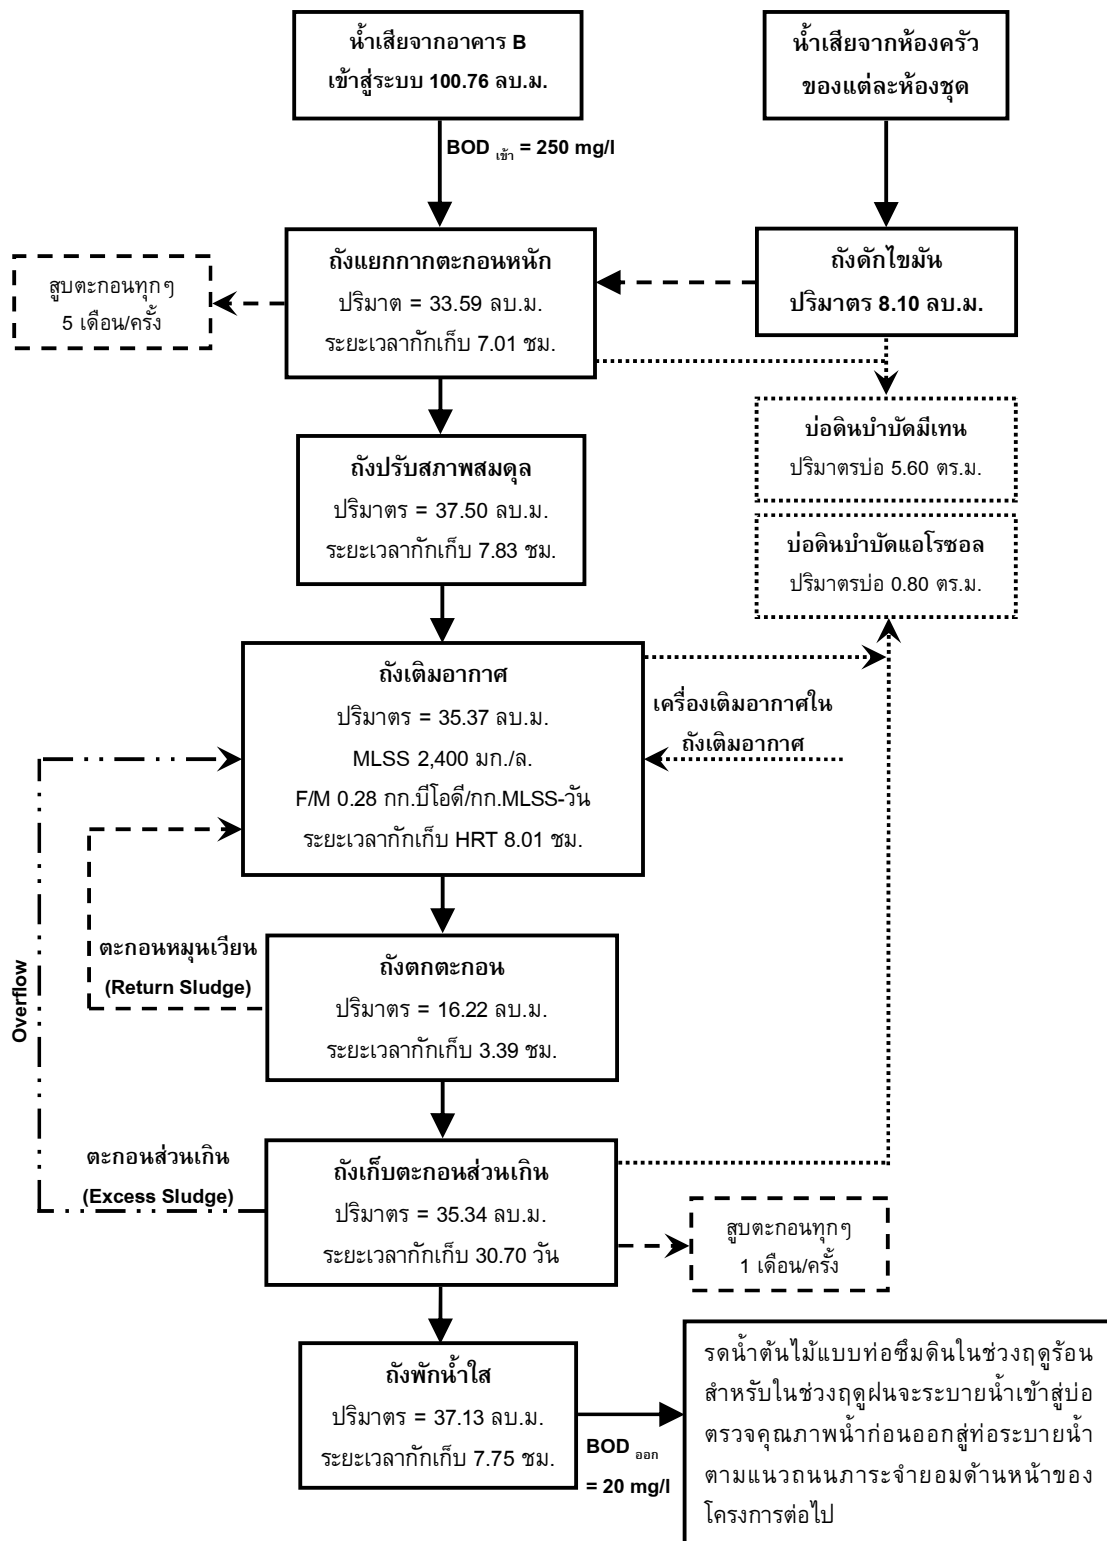 น้ำเสียจากอาคาร B
เข้าสู่ระบบ 100.76 ลบ.ม.
น้ำเสียจากห้องครัว
ของแต่ละห้องชุด
BOD เข้า = 250 mg/l
ถังแยกกากตะกอนหนัก
ปริมาต = 33.59 ลบ.ม.
ระยะเวลากักเก็บ 7.01 ชม.
ถังดักไขมัน
ปริมาตร 8.10 ลบ.ม.
สูบตะกอนทุกๆ
5 เดือน/ครั้ง
บ่อดินบำบัดมีเทน
ปริมาตรบ่อ 5.60 ตร.ม.
ถังปรับสภาพสมดุล
ปริมาตร = 37.50 ลบ.ม.
ระยะเวลากักเก็บ 7.83 ชม.
บ่อดินบำบัดแอโรซอล
ปริมาตรบ่อ 0.80 ตร.ม.
ถังเติมอากาศ
ปริมาตร = 35.37 ลบ.ม.
MLSS 2,400 มก./ล.
F/M 0.28 กก.บีโอดี/กก.MLSS-วัน
ระยะเวลากักเก็บ HRT 8.01 ชม.
เครื่องเติมอากาศใน
ถังเติมอากาศ
ตะกอนหมุนเวียน
(Return Sludge)
Overflow
ถังตกตะกอน
ปริมาตร = 16.22 ลบ.ม.
ระยะเวลากักเก็บ 3.39 ชม.
ตะกอนส่วนเกิน
(Excess Sludge)
ถังเก็บตะกอนส่วนเกิน
ปริมาตร = 35.34 ลบ.ม.
ระยะเวลากักเก็บ 30.70 วัน
สูบตะกอนทุกๆ
1 เดือน/ครั้ง
ถังพักน้ำใส
ปริมาตร = 37.13 ลบ.ม.
ระยะเวลากักเก็บ 7.75 ชม.
BOD ออก
= 20 mg/l
รดน้ำต้นไม้แบบท่อซึมดินในช่วงฤดูร้อน
สำหรับในช่วงฤดูฝนจะระบายน้ำเข้าสู่บ่อ
ตรวจคุณภาพน้ำก่อนออกสู่ท่อระบายน้ำ
ตามแนวถนนภาระจำยอมด้านหน้าของ
โครงการต่อไป